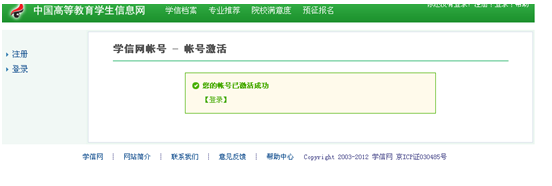 中国高等教育学生信息网 学信档案 专业推荐 院校满意度 预征报名
注册
登录
学信网帐号 - 帐号激活
您的帐号已激活成功
【登录】
学信网 | 网站简介 | 联系我们 | 意见反馈 | 帮助中心 Copyright 2003-2012 学信网 京ICP证030485号